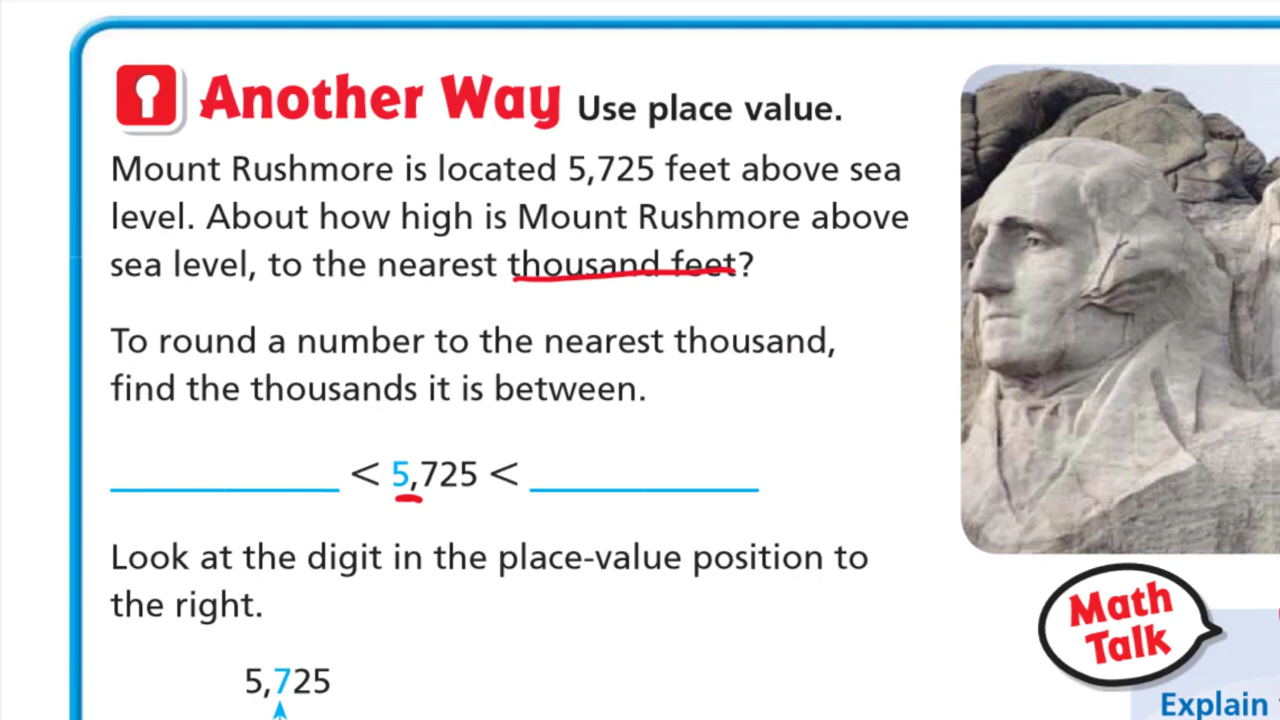 Another Way Use place value.
Mount Rushmore is located 5,725 feet above sea
level. About how high is Mount Rushmore above
sea level, to the nearest thousand feet?
To round a number to the nearest thousand,
find the thousands it is between.
____________ < 5,725 < ____________
Look at the digit in the place-value position to
the right.
5,725
Math
Talk
Explain